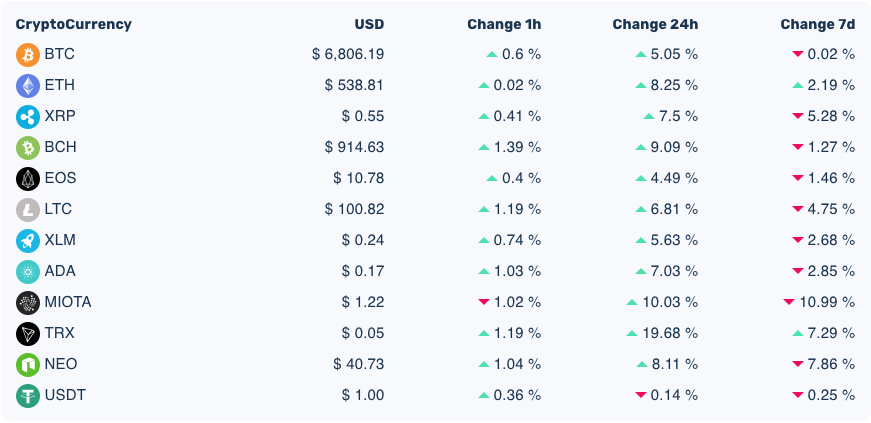 CryptoCurrency USD Change 1h Change 24h Change 7d
BTC $ 6,806.19 0.6 % 5.05 % 0.02 %
ETH $ 538.81 0.02 % 8.25 % 2.19 %
XRP $ 0.55 0.41 % 7.5 % 5.28 %
BCH $ 914.63 1.39 % 9.09 % 1.27 %
EOS $ 10.78 0.4 % 4.49 % 1.46 %
LTC $ 100.82 1.19 % 6.81 % 4.75 %
XLM $ 0.24 0.74 % 5.63 % 2.68 %
ADA $ 0.17 1.03 % 7.03 % 2.85 %
MIOTA $ 1.22 1.02 % 10.03 % 10.99 %
TRX $ 0.05 1.19 % 19.68 % 7.29 %
NEO $ 40.73 1.04 % 8.11 % 7.86 %
USDT $ 1.00 0.36 % 0.14 % 0.25 %